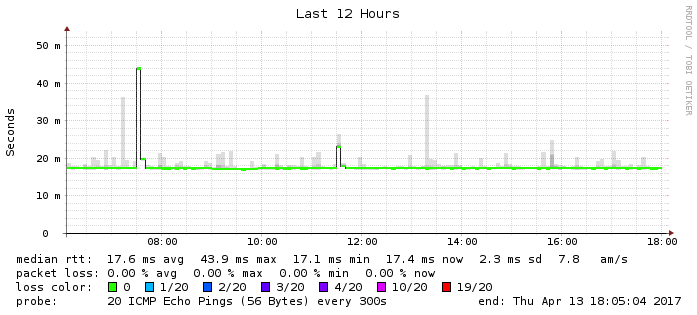 Last 12 Hours
RRDTOOL / TOBI OETIKER
Seconds
50 m
40 m
30 m
20 m
10 m
0
08:00 10:00 12:00 14:00 16:00 18:00
median rtt: 17.6 ms avg 43.9 ms max 17.1 ms min 17.4 ms now 2.3 ms sd 7.8 am/s
packet loss: 0.00 % avg 0.00 % max 0.00 % min 0.00 % now
loss color: 0 1/20 2/20 3/20 4/20 10/20 19/20
probe: 20 ICMP Echo Pings (56 Bytes) every 300s end: Thu Apr 13 18:05:04 2017